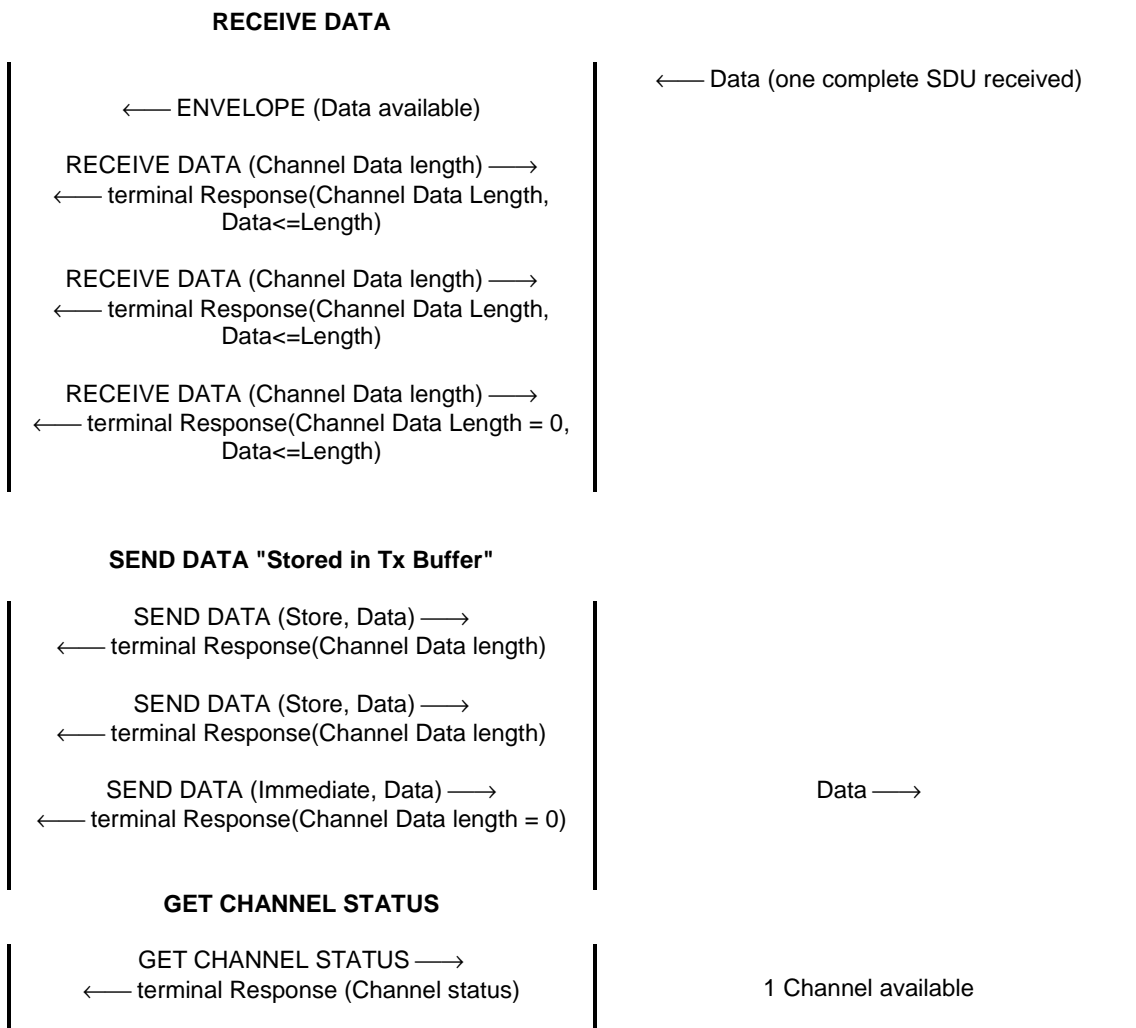 RECEIVE DATA
←── Data (one complete SDU received)
←── ENVELOPE (Data available)
RECEIVE DATA (Channel Data length) ──→
←── terminal Response(Channel Data Length,
Data<=Length)
RECEIVE DATA (Channel Data length) ──→
←── terminal Response(Channel Data Length,
Data<=Length)
RECEIVE DATA (Channel Data length) ──→
←── terminal Response(Channel Data Length = 0,
Data<=Length)
SEND DATA "Stored in Tx Buffer"
SEND DATA (Store, Data) ──→
←── terminal Response(Channel Data length)
SEND DATA (Store, Data) ──→
←── terminal Response(Channel Data length)
SEND DATA (Immediate, Data) ──→
Data ──→
←── terminal Response(Channel Data length = 0)
GET CHANNEL STATUS
GET CHANNEL STATUS ──→
←── terminal Response (Channel status)
1 Channel available